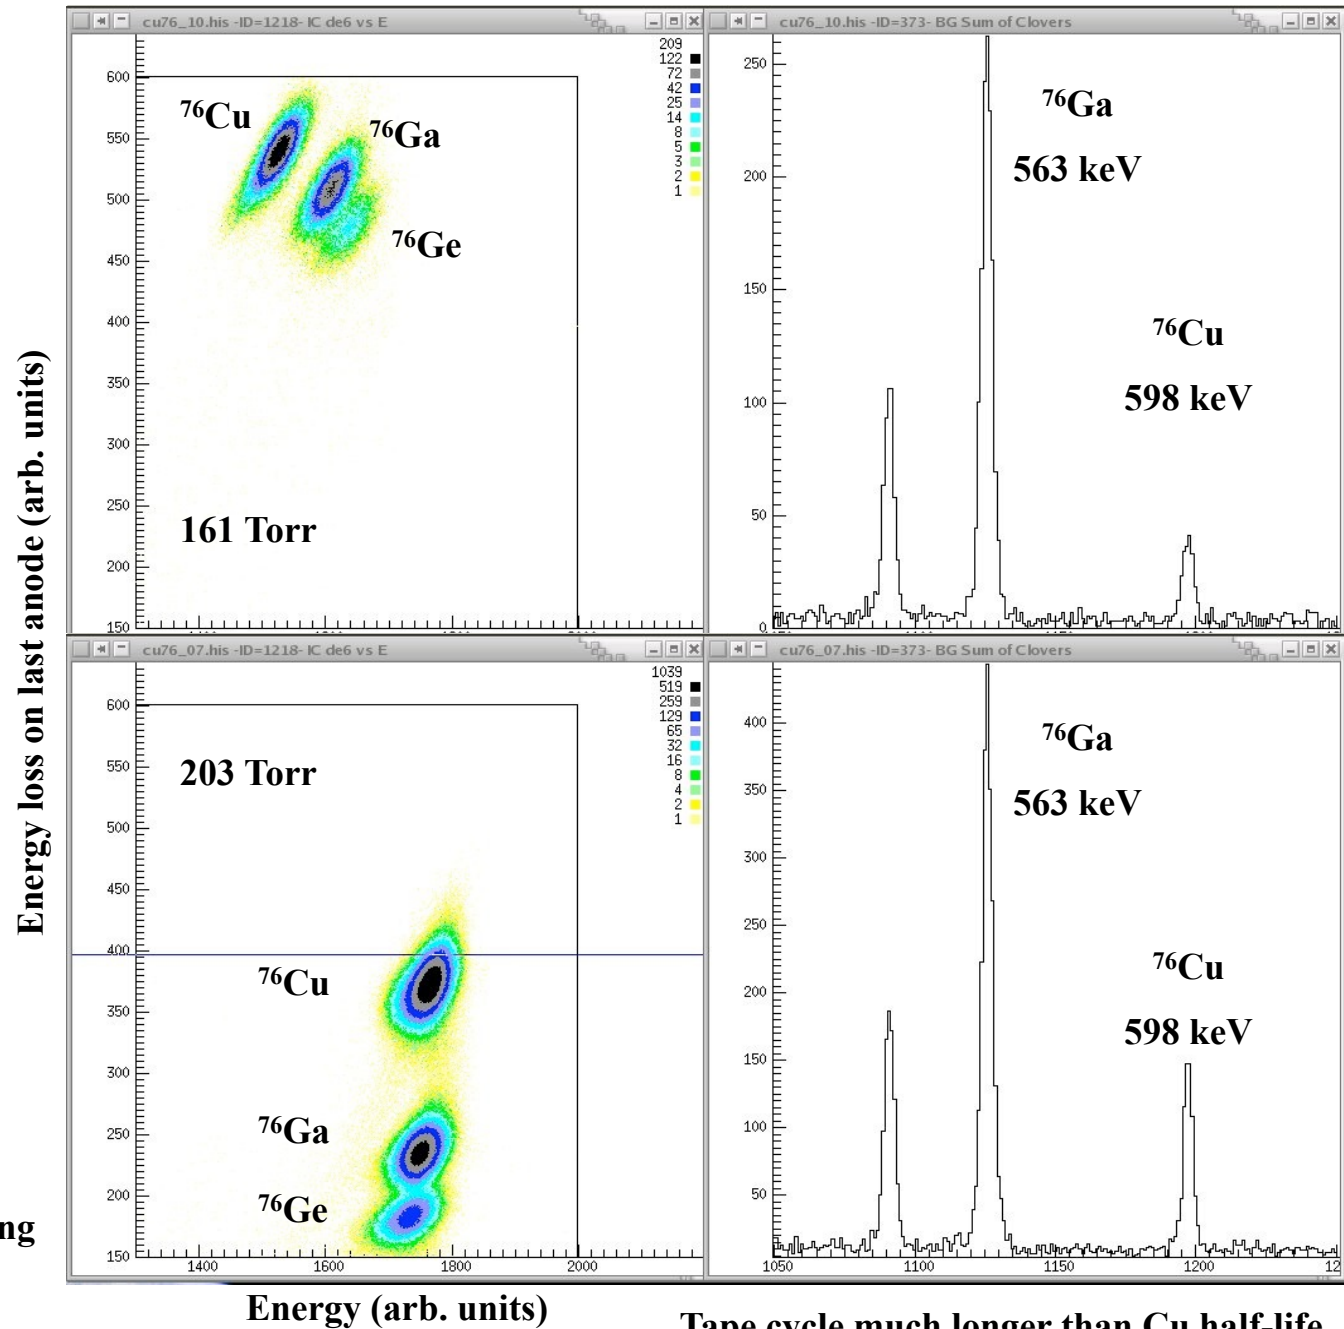 cu76_10.his -ID=1218- IC de6 vs E
209
122
72
42
25
14
8
5
3
2
1
600
550
500
450
400
350
300
250
200
150
⁷⁶Cu
⁷⁶Ga
⁷⁶Ge
161 Torr
cu76_10.his -ID=373- BG Sum of Clovers
250
200
150
100
50
0
⁷⁶Ga
563 keV
⁷⁶Cu
598 keV
Energy loss on last anode (arb. units)
cu76_07.his -ID=1218- IC de6 vs E
1039
519
259
129
65
32
16
8
4
2
1
600
550
500
450
400
350
300
250
200
150
203 Torr
⁷⁶Cu
⁷⁶Ga
⁷⁶Ge
1400
1600
1800
2000
Energy (arb. units)
cu76_07.his -ID=373- BG Sum of Clovers
400
350
300
250
200
150
100
50
⁷⁶Ga
563 keV
⁷⁶Cu
598 keV
1050
1100
1150
1200
12
ng
Tape cycle much longer than Cu half-life